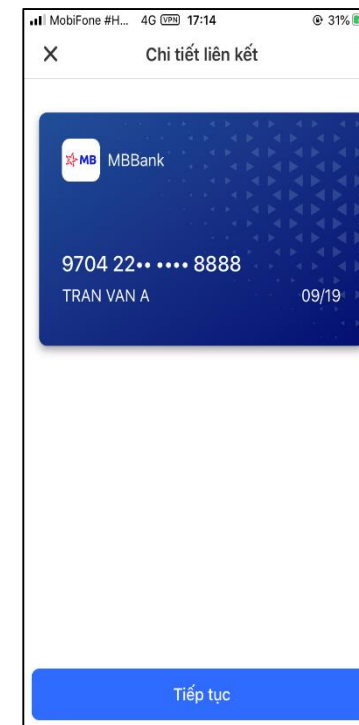 MobiFone #H... 4G VPN 17:14 31%
Chi tiết liên kết
MB MBBank
9704 22•• •••• 8888
TRAN VAN A 09/19
Tiếp tục